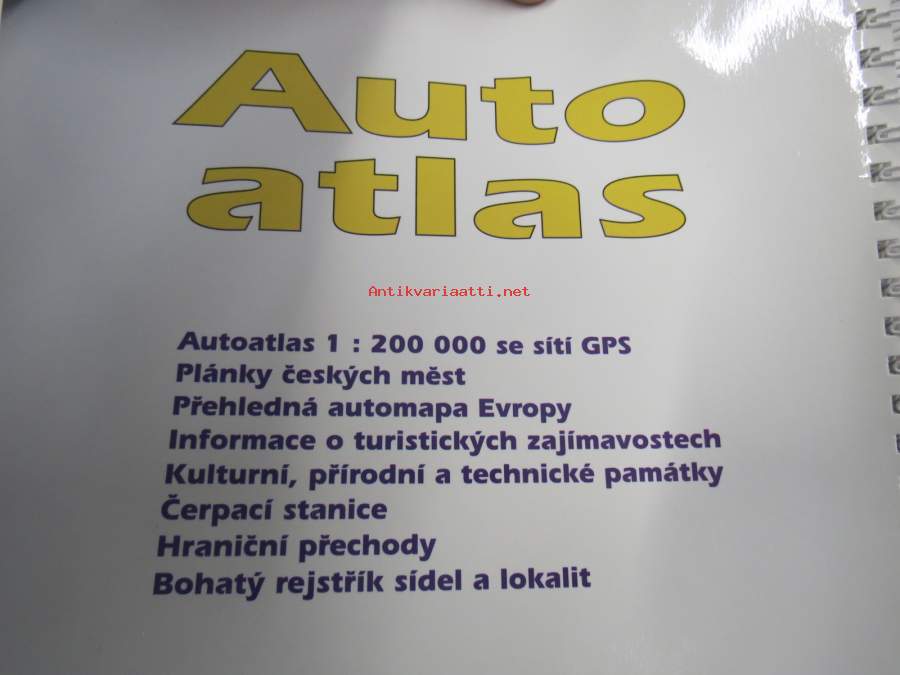 Auto
atlas
Antikvariaatti.net
Autoatlas 1 : 200 000 se sítí GPS
Plánky českých měst
Přehledná automapa Evropy
Informace o turistických zajímavostech
Kulturní, přírodní a technické památky
Čerpací stanice
Hraniční přechody
Bohatý rejstřík sídel a lokalit